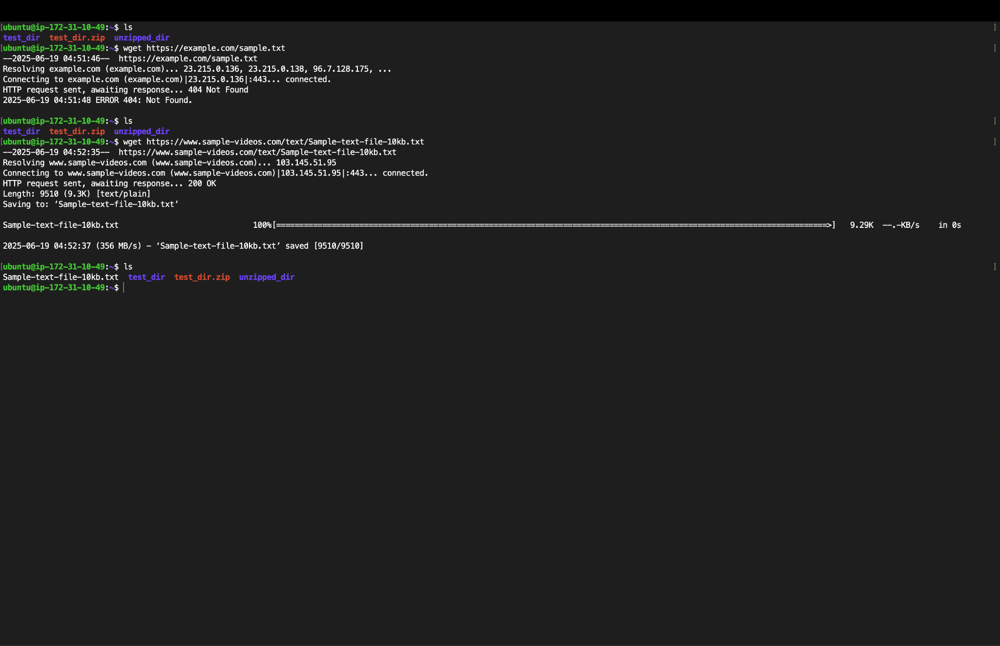 [ubuntu@ip-172-31-10-49:~$ ls ]
test_dir  test_dir.zip  unzipped_dir
[ubuntu@ip-172-31-10-49:~$ wget https://example.com/sample.txt ]
--2025-06-19 04:51:46--  https://example.com/sample.txt
Resolving example.com (example.com)... 23.215.0.136, 23.215.0.138, 96.7.128.175, ...
Connecting to example.com (example.com)|23.215.0.136|:443... connected.
HTTP request sent, awaiting response... 404 Not Found
2025-06-19 04:51:48 ERROR 404: Not Found.
[ubuntu@ip-172-31-10-49:~$ ls ]
test_dir  test_dir.zip  unzipped_dir
[ubuntu@ip-172-31-10-49:~$ wget https://www.sample-videos.com/text/Sample-text-file-10kb.txt ]
--2025-06-19 04:52:35--  https://www.sample-videos.com/text/Sample-text-file-10kb.txt
Resolving www.sample-videos.com (www.sample-videos.com)... 103.145.51.95
Connecting to www.sample-videos.com (www.sample-videos.com)|103.145.51.95|:443... connected.
HTTP request sent, awaiting response... 200 OK
Length: 9510 (9.3K) [text/plain]
Saving to: ‘Sample-text-file-10kb.txt’
Sample-text-file-10kb.txt 100%[=======================================================================================================================>] 9.29K --.-KB/s in 0s
2025-06-19 04:52:37 (356 MB/s) - ‘Sample-text-file-10kb.txt’ saved [9510/9510]
[ubuntu@ip-172-31-10-49:~$ ls ]
Sample-text-file-10kb.txt  test_dir  test_dir.zip  unzipped_dir
ubuntu@ip-172-31-10-49:~$